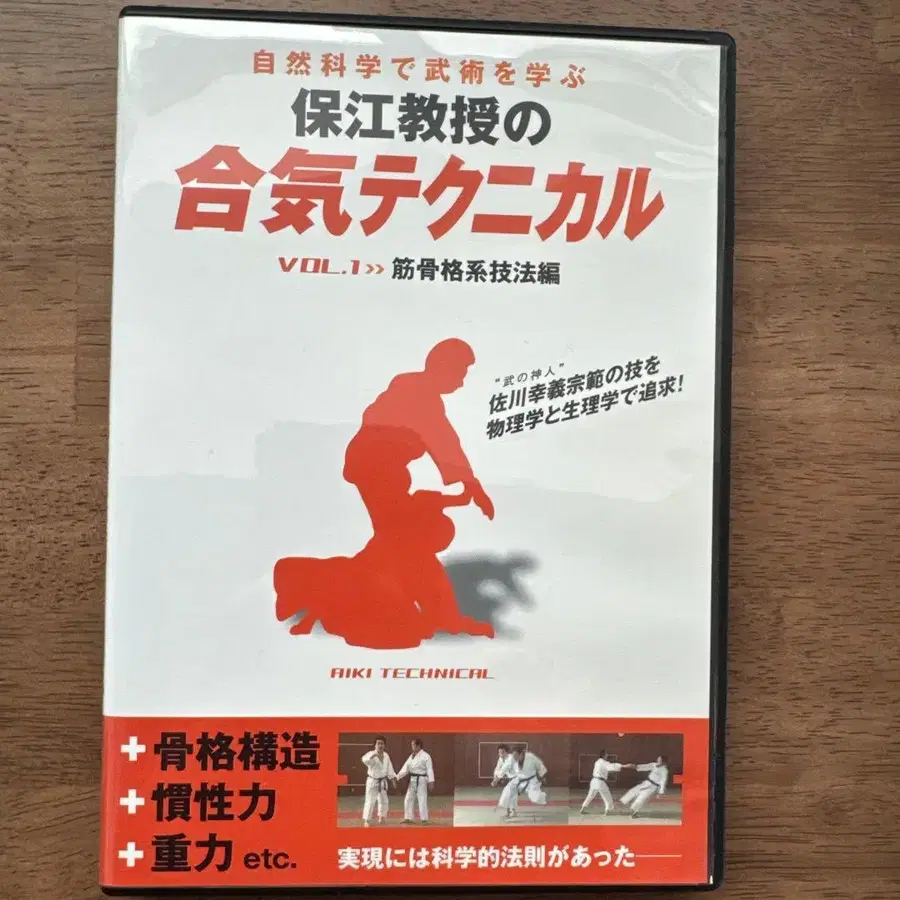 自然科学で武術を学ぶ
保江教授の
合気テクニカル
VOL.1>> 筋骨格系技法編
“武の神人”
佐川幸義宗範の技を
物理学と生理学で追求!
AIKI TECHNICAL
+骨格構造
+慣性力
+重力 etc.
実現には科学的法則があった――